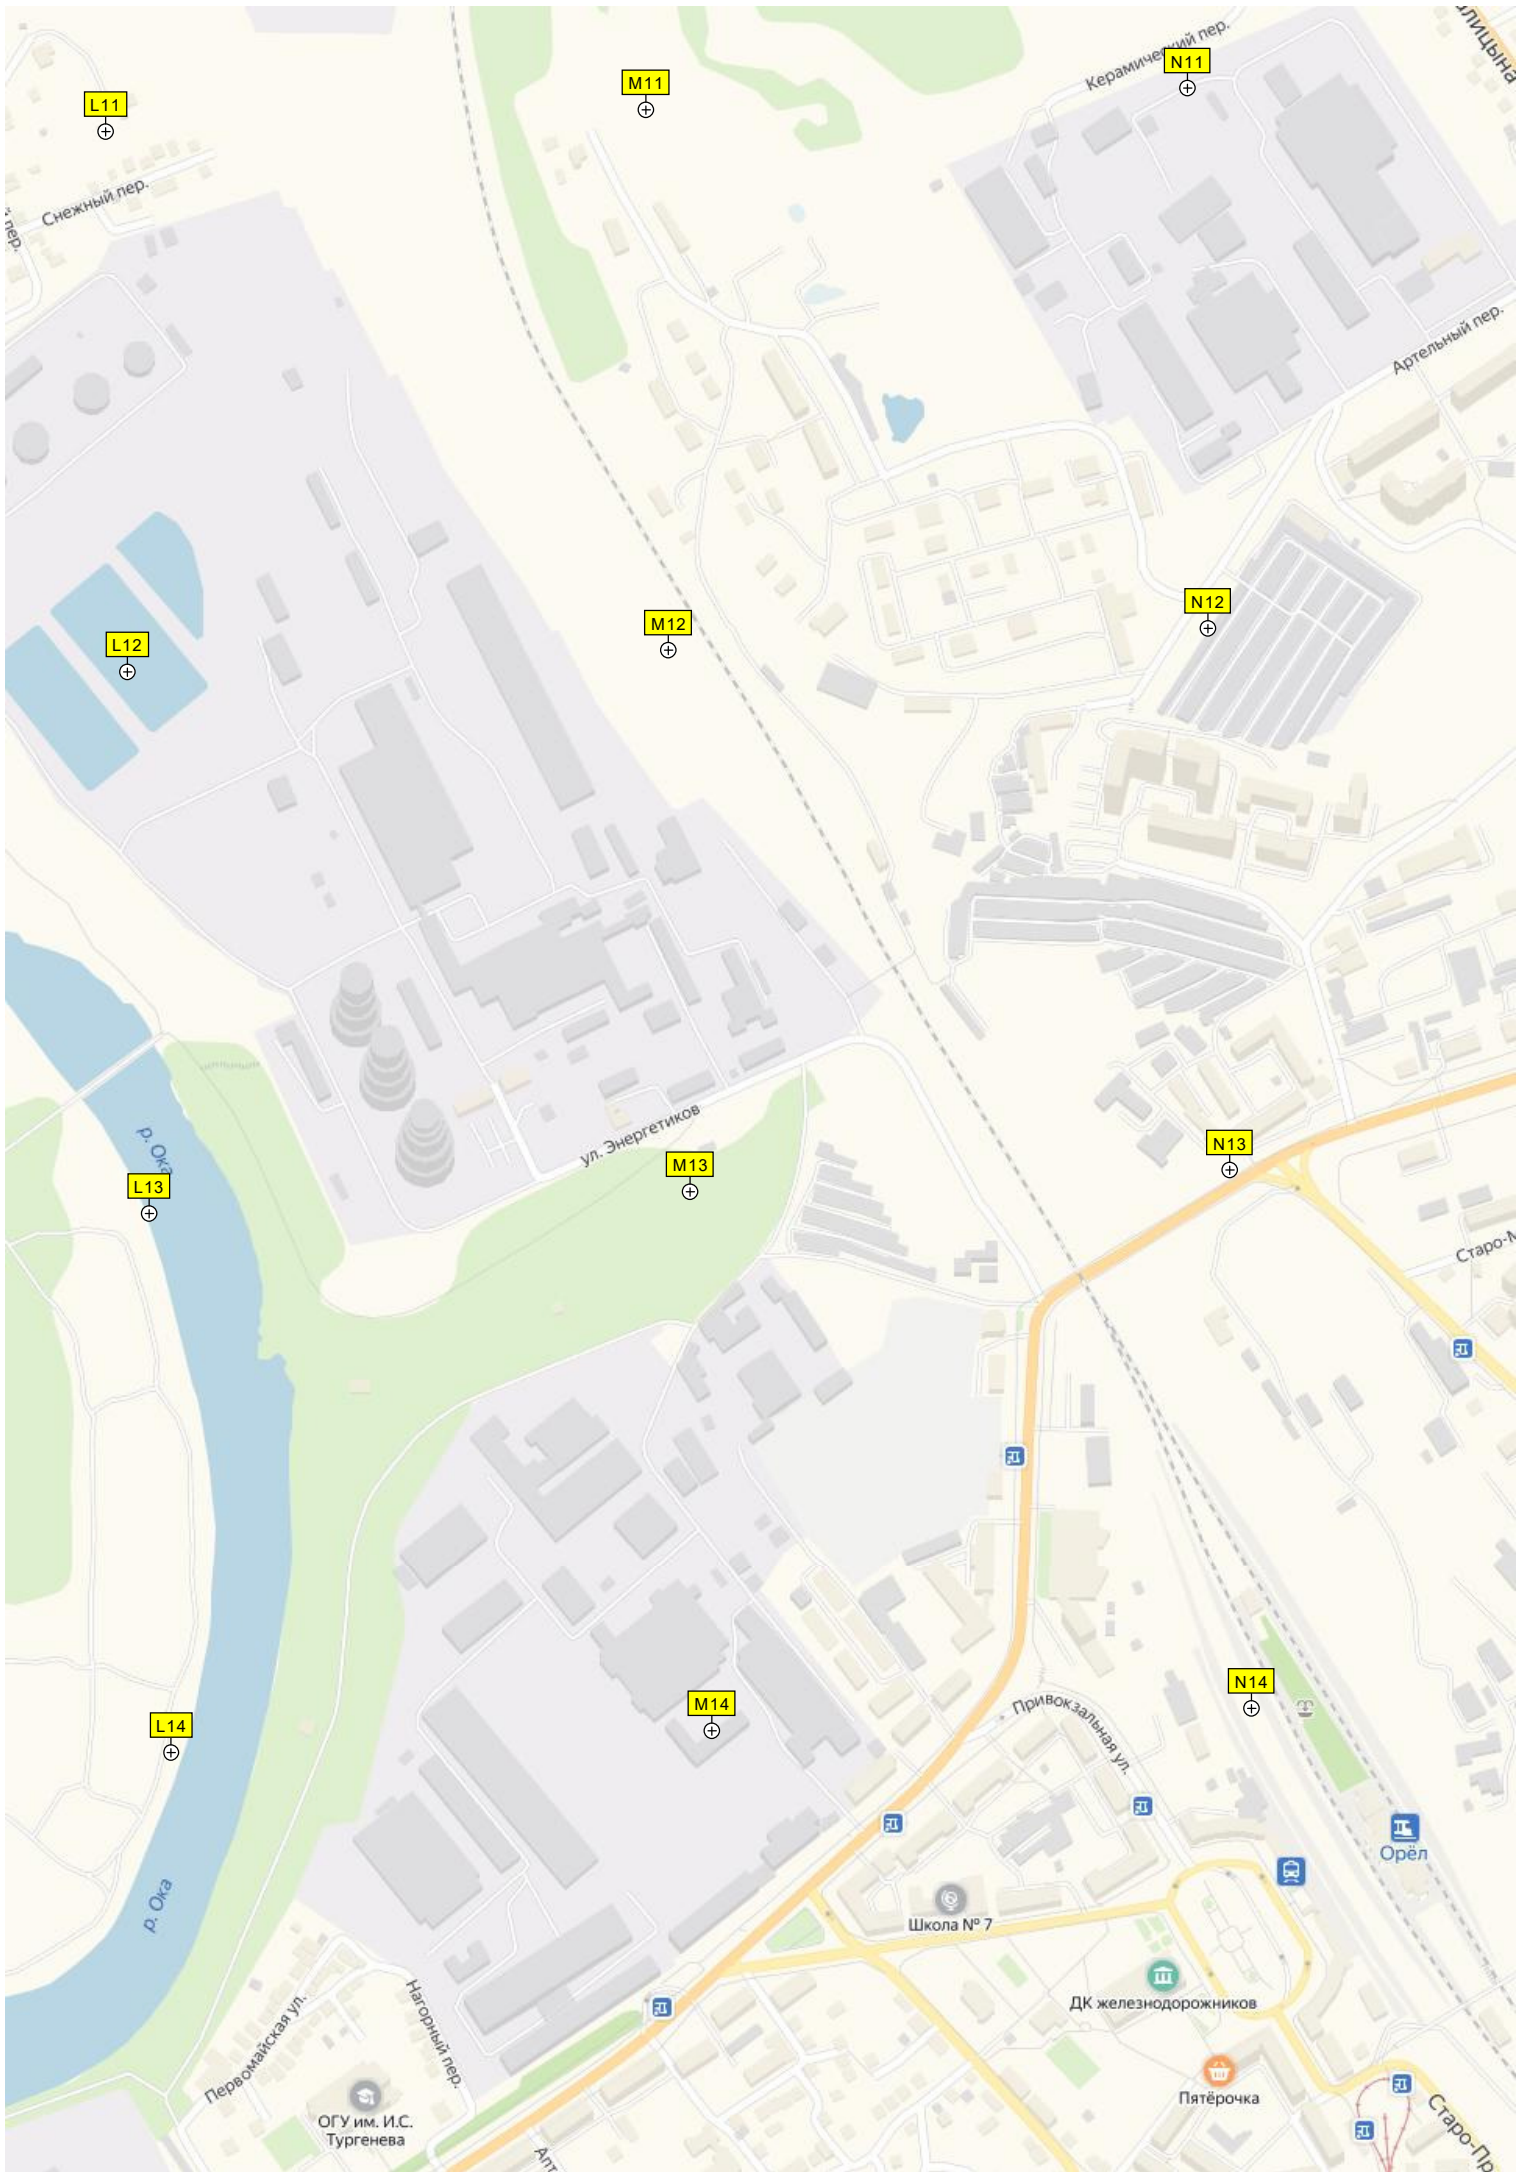 лицына
Керамический пер.
N11
M11
L11
Снежный пер.
пер.
Артельный пер.
N12
M12
L12
ул. Энергетиков
р. Ока
N13
M13
L13
Старо-М
N14
M14
L14
Привокзальная ул.
Орёл
Школа № 7
р. Ока
ДК железнодорожников
Первомайская ул.
Нагорный пер.
Пятёрочка
ОГУ им. И.С.
Тургенева
Старо-Пр
Апт